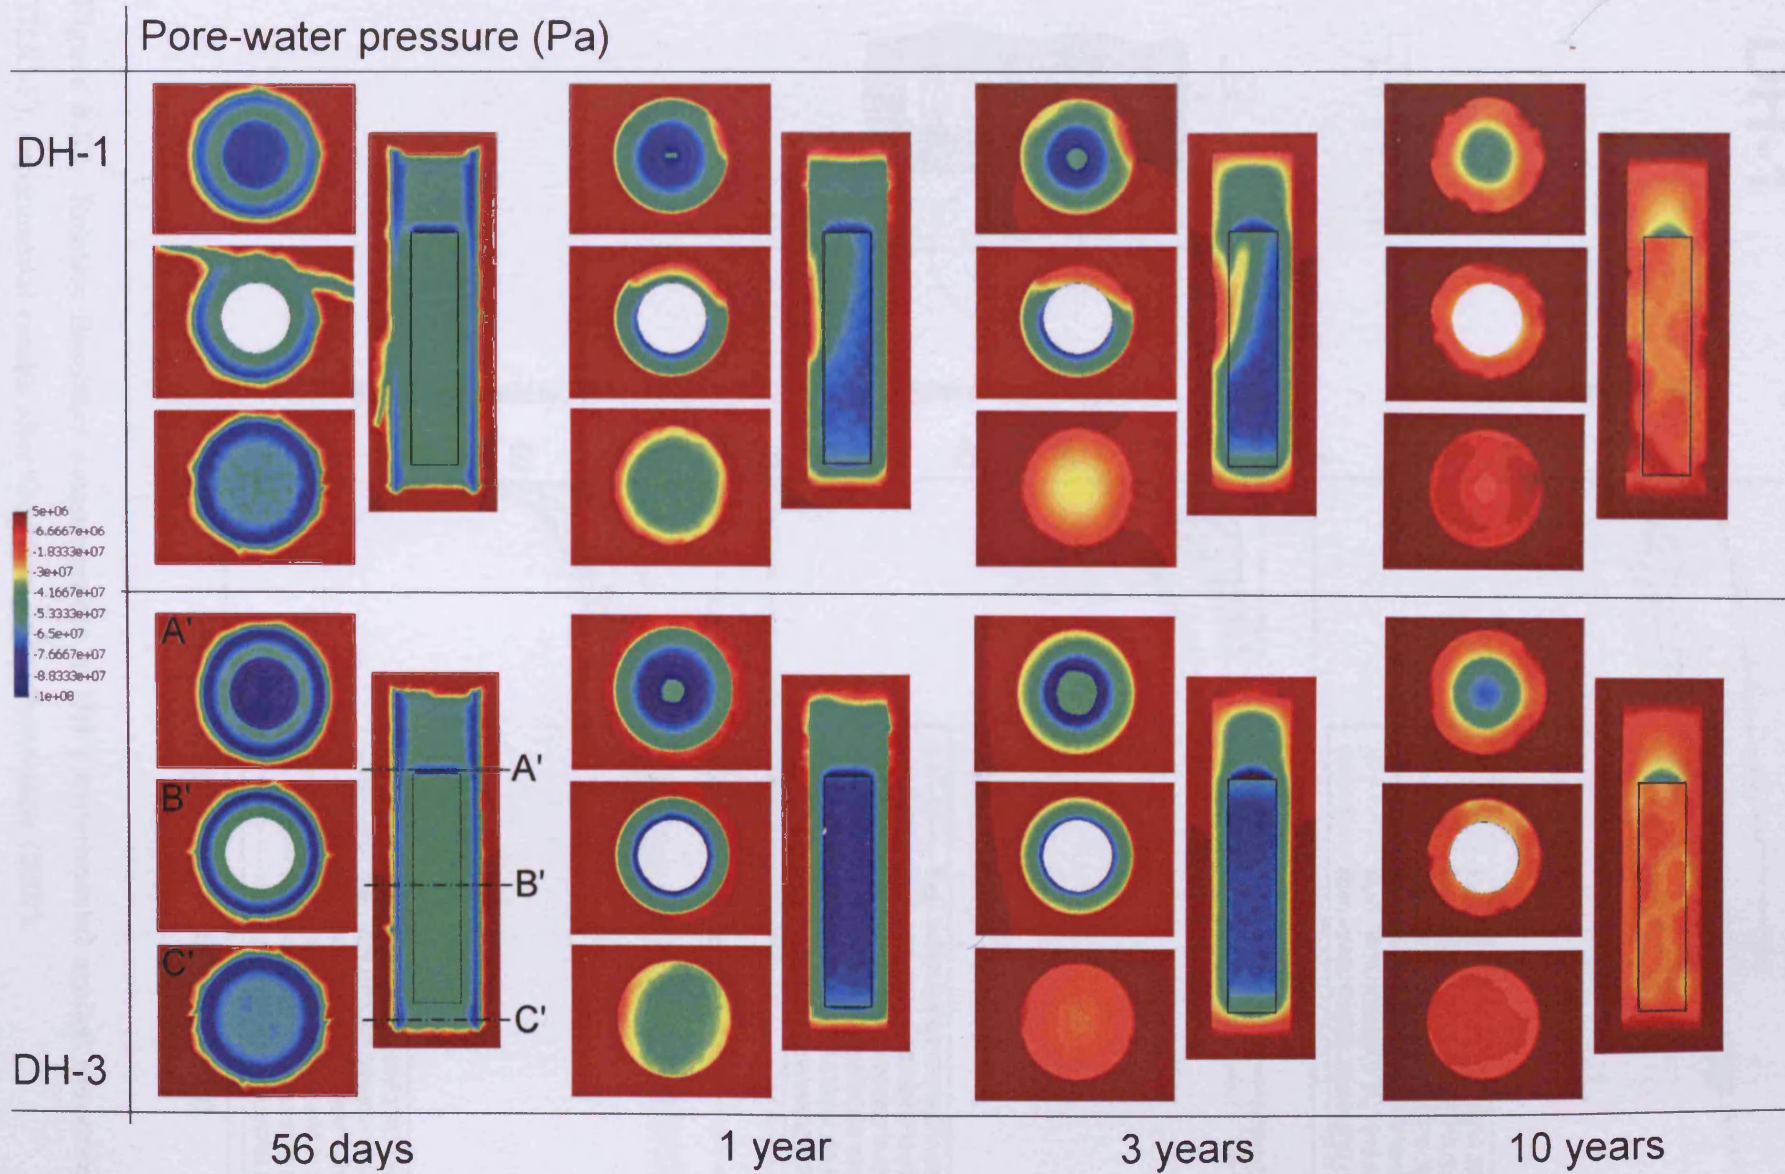 Pore-water pressure (Pa)
DH-1
5e+06
-6.6667e+06
-1.8333e+07
-3e+07
-4.1667e+07
-5.3333e+07
-6.5e+07
-7.6667e+07
-8.8333e+07
-1e+08
A'
B'
C'
A'
B'
C'
DH-3
56 days
1 year
3 years
10 years